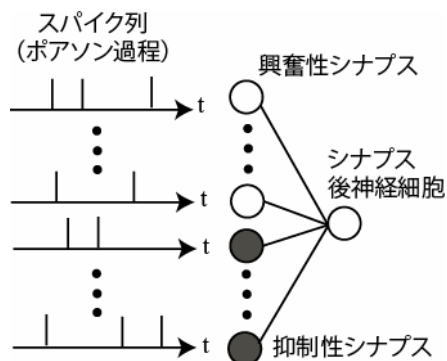 スパイク列
(ポアソン過程)
興奮性シナプス
t
シナプス
後神経細胞
t
t
t
抑制性シナプス